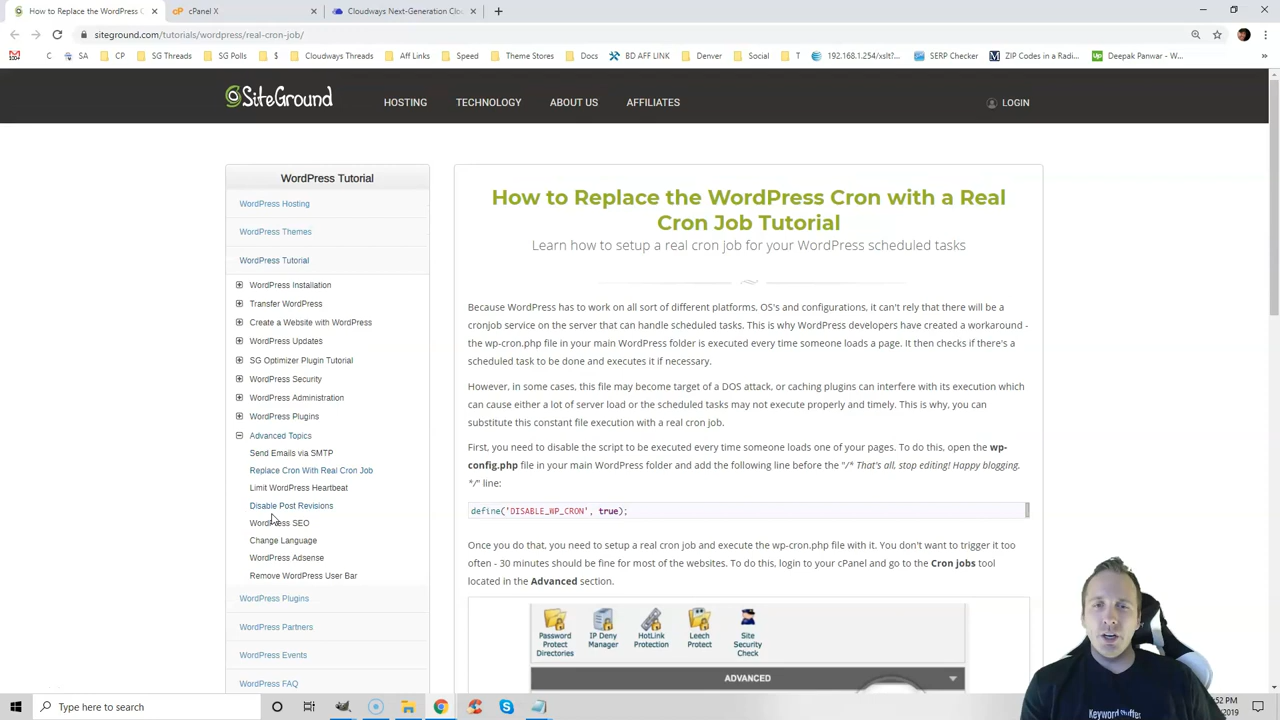 How to Replace the WordPress C
cPanel X
Cloudways Next-Generation Clo
siteground.com/tutorials/wordpress/real-cron-job/
C
SA
CP
SG Threads
SG Polls
$
Cloudways Threads
Aff Links
Speed
Theme Stores
Docs
BD AFF LINK
Denver
Social
T
192.168.1.254/xslt?...
SERP Checker
ZIP Codes in a Radi...
Deepak Panwar - W...
SiteGround
HOSTING
TECHNOLOGY
ABOUT US
AFFILIATES
LOGIN
WordPress Tutorial
WordPress Hosting
WordPress Themes
WordPress Tutorial
WordPress Installation
Transfer WordPress
Create a Website with WordPress
WordPress Updates
SG Optimizer Plugin Tutorial
WordPress Security
WordPress Administration
WordPress Plugins
Advanced Topics
Send Emails via SMTP
Replace Cron With Real Cron Job
Limit WordPress Heartbeat
Disable Post Revisions
WordPress SEO
Change Language
WordPress Adsense
Remove WordPress User Bar
WordPress Plugins
WordPress Partners
WordPress Events
WordPress FAQ
How to Replace the WordPress Cron with a Real
Cron Job Tutorial
Learn how to setup a real cron job for your WordPress scheduled tasks
Because WordPress has to work on all sort of different platforms, OS's and configurations, it can't rely that there will be a
cronjob service on the server that can handle scheduled tasks. This is why WordPress developers have created a workaround -
the wp-cron.php file in your main WordPress folder is executed every time someone loads a page. It then checks if there's a
scheduled task to be done and executes it if necessary.
However, in some cases, this file may become target of a DOS attack, or caching plugins can interfere with its execution which
can cause either a lot of server load or the scheduled tasks may not execute properly and timely. This is why, you can
substitute this constant file execution with a real cron job.
First, you need to disable the script to be executed every time someone loads one of your pages. To do this, open the wp-
config.php file in your main WordPress folder and add the following line before the "/* That's all, stop editing! Happy blogging.
*/" line:
define('DISABLE_WP_CRON', true);
Once you do that, you need to setup a real cron job and execute the wp-cron.php file with it. You don't want to trigger it too
often - 30 minutes should be fine for most of the websites. To do this, login to your cPanel and go to the Cron jobs tool
located in the Advanced section.
Password
Protect
Directories
IP Deny
Manager
HotLink
Protection
Leech
Protect
Site
Security
Check
ADVANCED
Type here to search
:52 PM
/2019
Keyword Stuffer